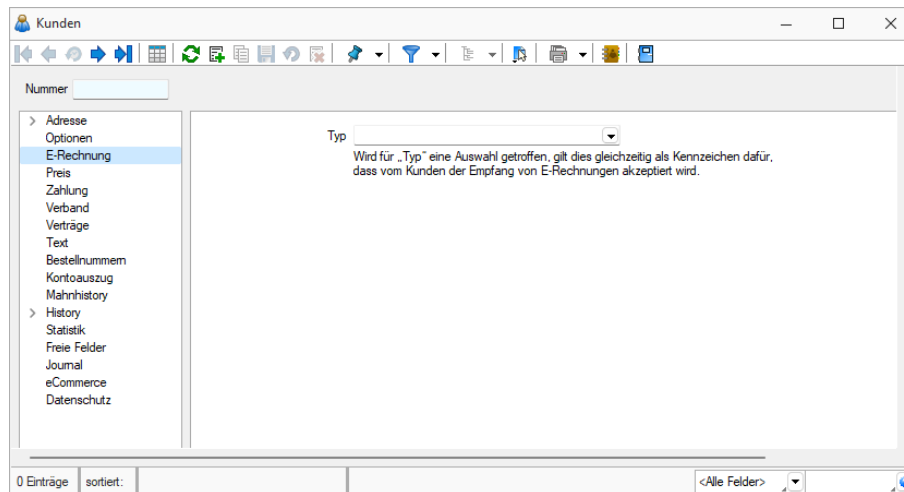 Kunden
Nummer
Adresse
Optionen
E-Rechnung
Preis
Zahlung
Verband
Verträge
Text
Bestellnummern
Kontoauszug
Mahnhistory
History
Statistik
Freie Felder
Journal
eCommerce
Datenschutz
Typ
Wird für „Typ“ eine Auswahl getroffen, gilt dies gleichzeitig als Kennzeichen dafür,
dass vom Kunden der Empfang von E-Rechnungen akzeptiert wird.
0 Einträge sortiert: <Alle Felder>